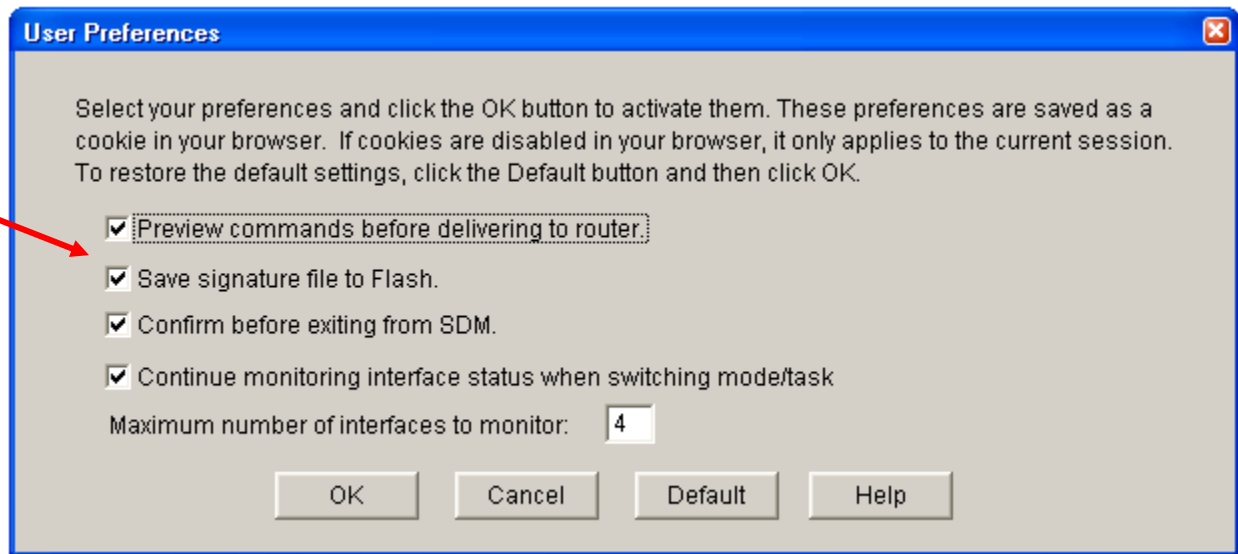 User Preferences
Select your preferences and click the OK button to activate them. These preferences are saved as a
cookie in your browser.  If cookies are disabled in your browser, it only applies to the current session.
To restore the default settings, click the Default button and then click OK.
Preview commands before delivering to router.
Save signature file to Flash.
Confirm before exiting from SDM.
Continue monitoring interface status when switching mode/task
Maximum number of interfaces to monitor: 4
OK Cancel Default Help